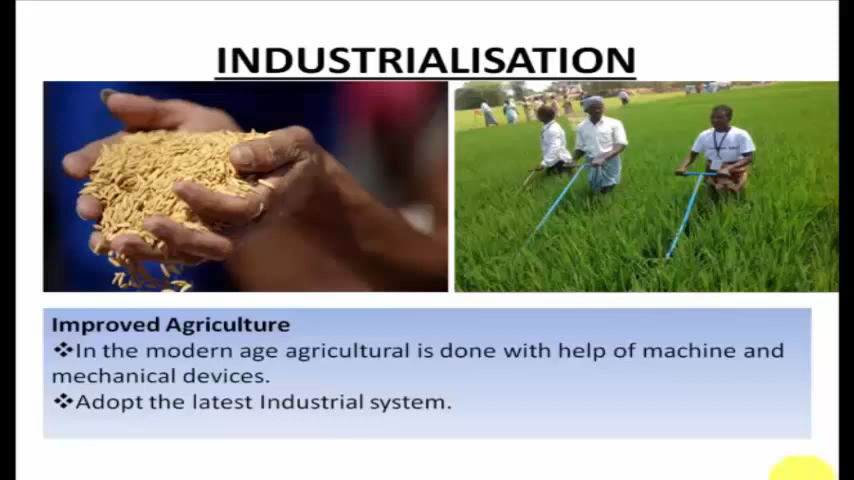 INDUSTRIALISATION
Improved Agriculture
❖In the modern age agricultural is done with help of machine and
mechanical devices.
❖Adopt the latest Industrial system.